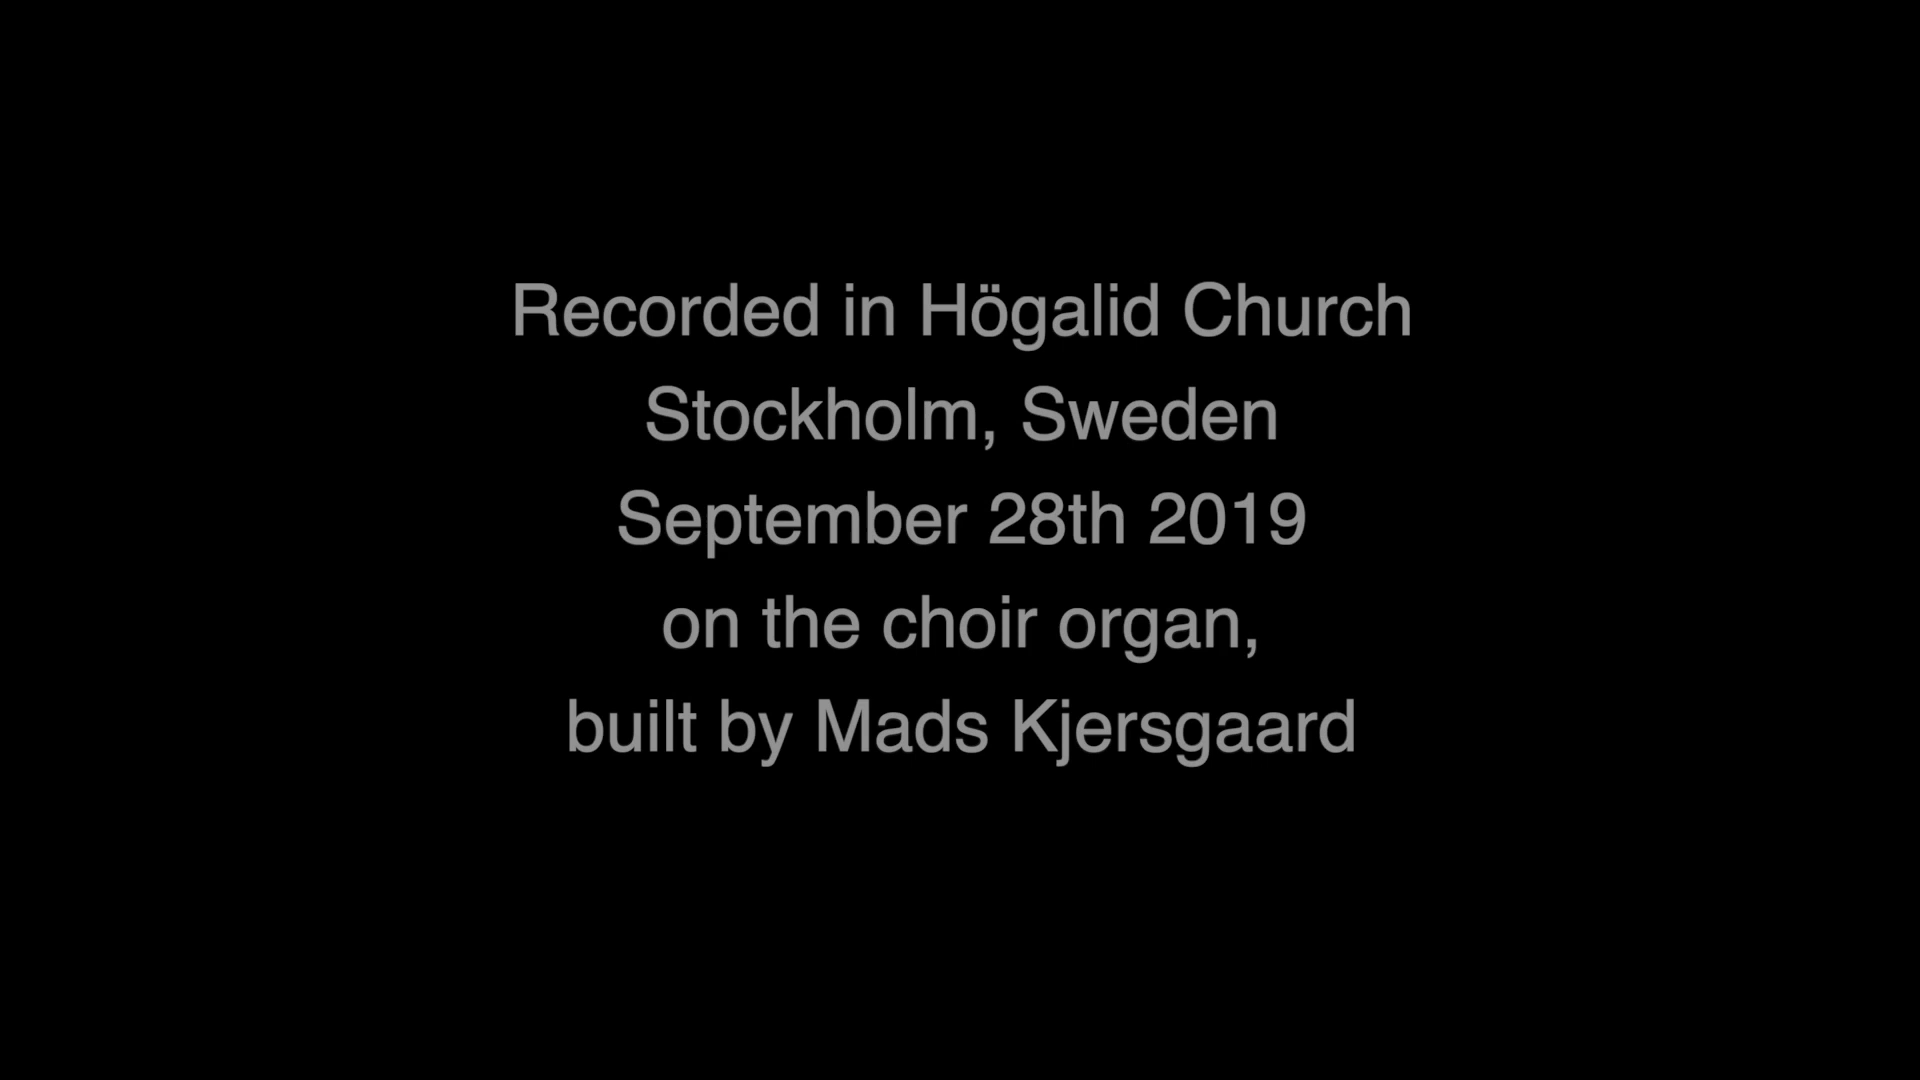 Recorded in Högalid Church
Stockholm, Sweden
September 28th 2019
on the choir organ,
built by Mads Kjersgaard